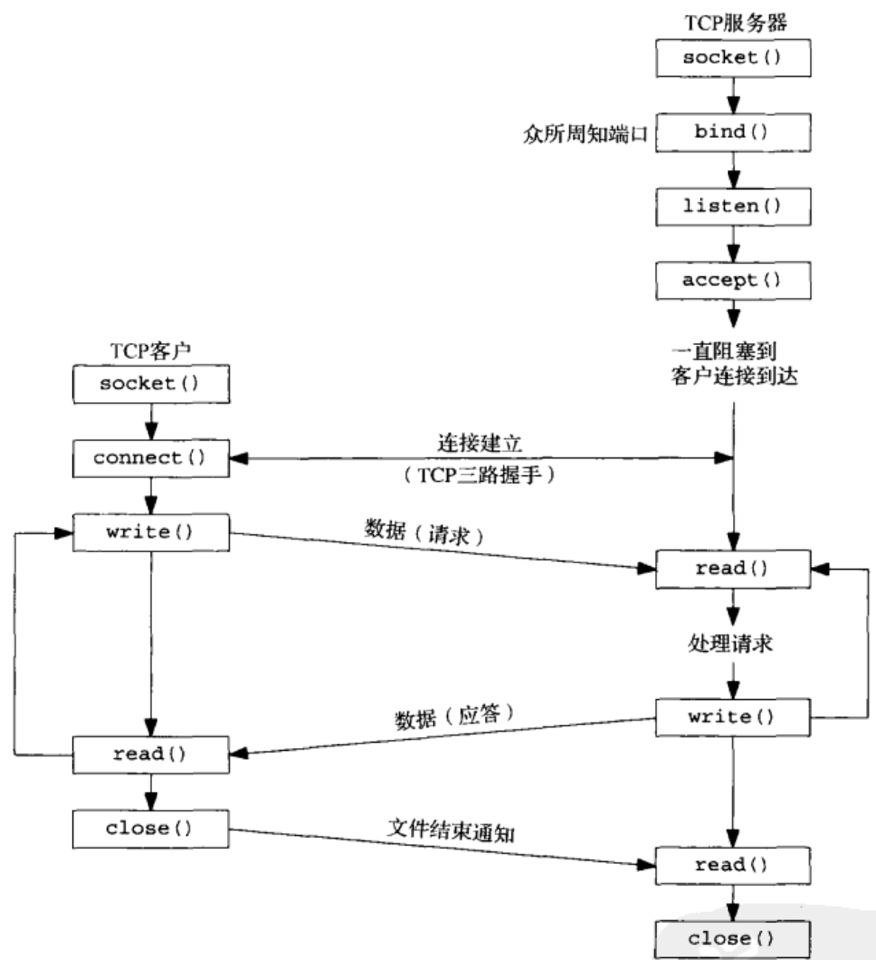 TCP服务器
socket()
众所周知端口
bind()
listen()
accept()
一直阻塞到
客户连接到达
TCP客户
socket()
connect()
连接建立
（TCP三路握手）
write()
数据（请求）
read()
处理请求
数据（应答）
write()
read()
close()
文件结束通知
read()
close()